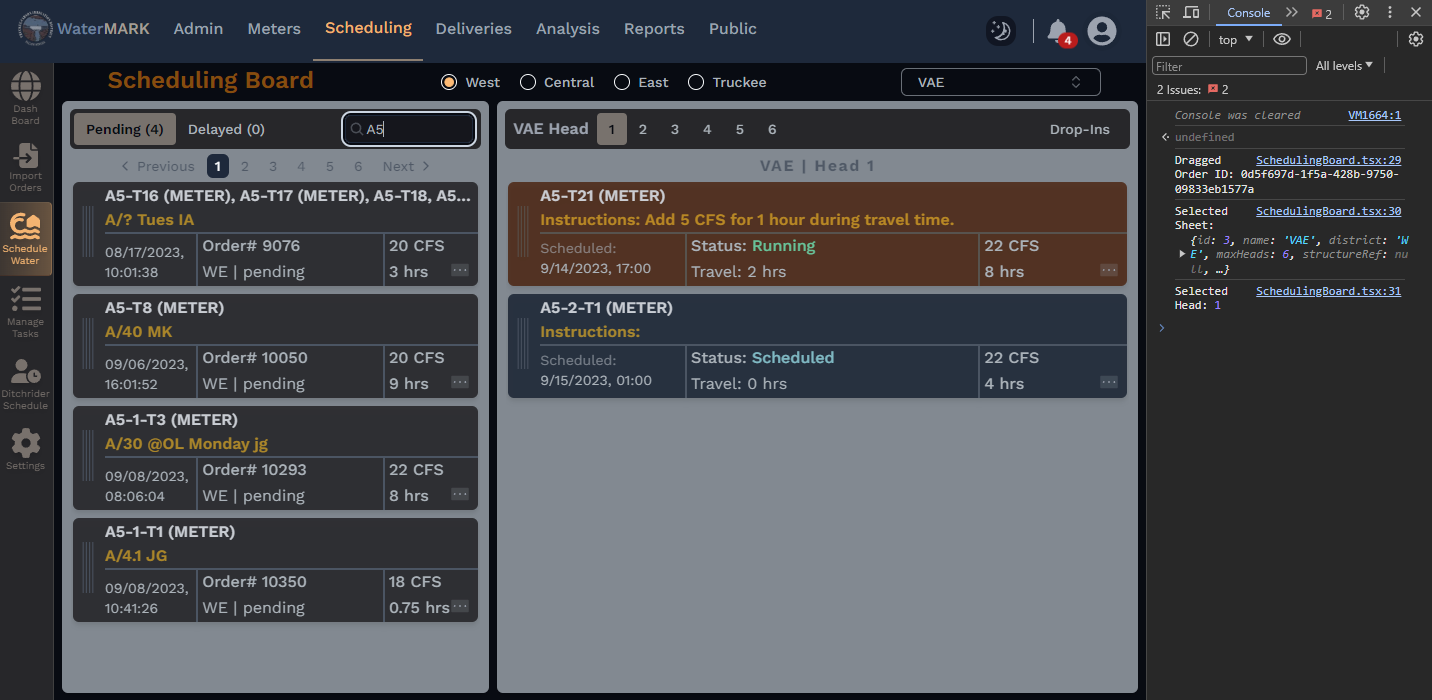 WaterMARK
Admin
Meters
Scheduling
Deliveries
Analysis
Reports
Public
4
Dash
Board
Import
Orders
Schedule
Water
Manage
Tasks
Ditchrider
Schedule
Settings
Scheduling Board
West
Central
East
Truckee
VAE
Pending (4)
Delayed (0)
A5
Previous 1 2 3 4 5 6 Next
A5-T16 (METER), A5-T17 (METER), A5-T18, A5...
A/? Tues IA
08/17/2023,
10:01:38
Order# 9076
WE | pending
20 CFS
3 hrs
...
A5-T8 (METER)
A/40 MK
09/06/2023,
16:01:52
Order# 10050
WE | pending
20 CFS
9 hrs
...
A5-1-T3 (METER)
A/30 @OL Monday jg
09/08/2023,
08:06:04
Order# 10293
WE | pending
22 CFS
8 hrs
...
A5-1-T1 (METER)
A/4.1 JG
09/08/2023,
10:41:26
Order# 10350
WE | pending
18 CFS
0.75 hrs
...
VAE Head 1 2 3 4 5 6
Drop-Ins
VAE | Head 1
A5-T21 (METER)
Instructions: Add 5 CFS for 1 hour during travel time.
Scheduled:
9/14/2023, 17:00
Status: Running
Travel: 2 hrs
22 CFS
8 hrs
...
A5-2-T1 (METER)
Instructions:
Scheduled:
9/15/2023, 01:00
Status: Scheduled
Travel: 0 hrs
22 CFS
4 hrs
...
Console
2
top
Filter
All levels
2 Issues: 2
Console was cleared VM1664:1
undefined
Dragged SchedulingBoard.tsx:29
Order ID: 0d5f697d-1f5a-428b-9750-
09833eb1577a
Selected SchedulingBoard.tsx:30
Sheet:
{id: 3, name: 'VAE', district: 'W
E', maxHeads: 6, structureRef: nu
ll, …}
Selected SchedulingBoard.tsx:31
Head: 1